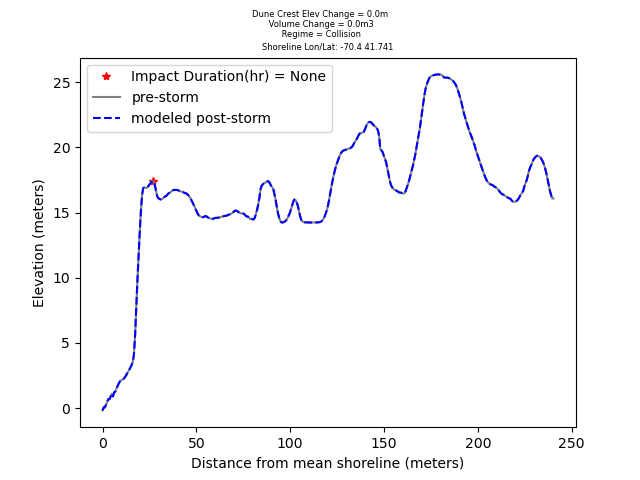 Dune Crest Elev Change = 0.0m
Volume Change = 0.0m3
Regime = Collision
Shoreline Lon/Lat: -70.4 41.741
Impact Duration(hr) = None
pre-storm
modeled post-storm
Elevation (meters)
25
20
15
10
5
0
0 50 100 150 200 250
Distance from mean shoreline (meters)